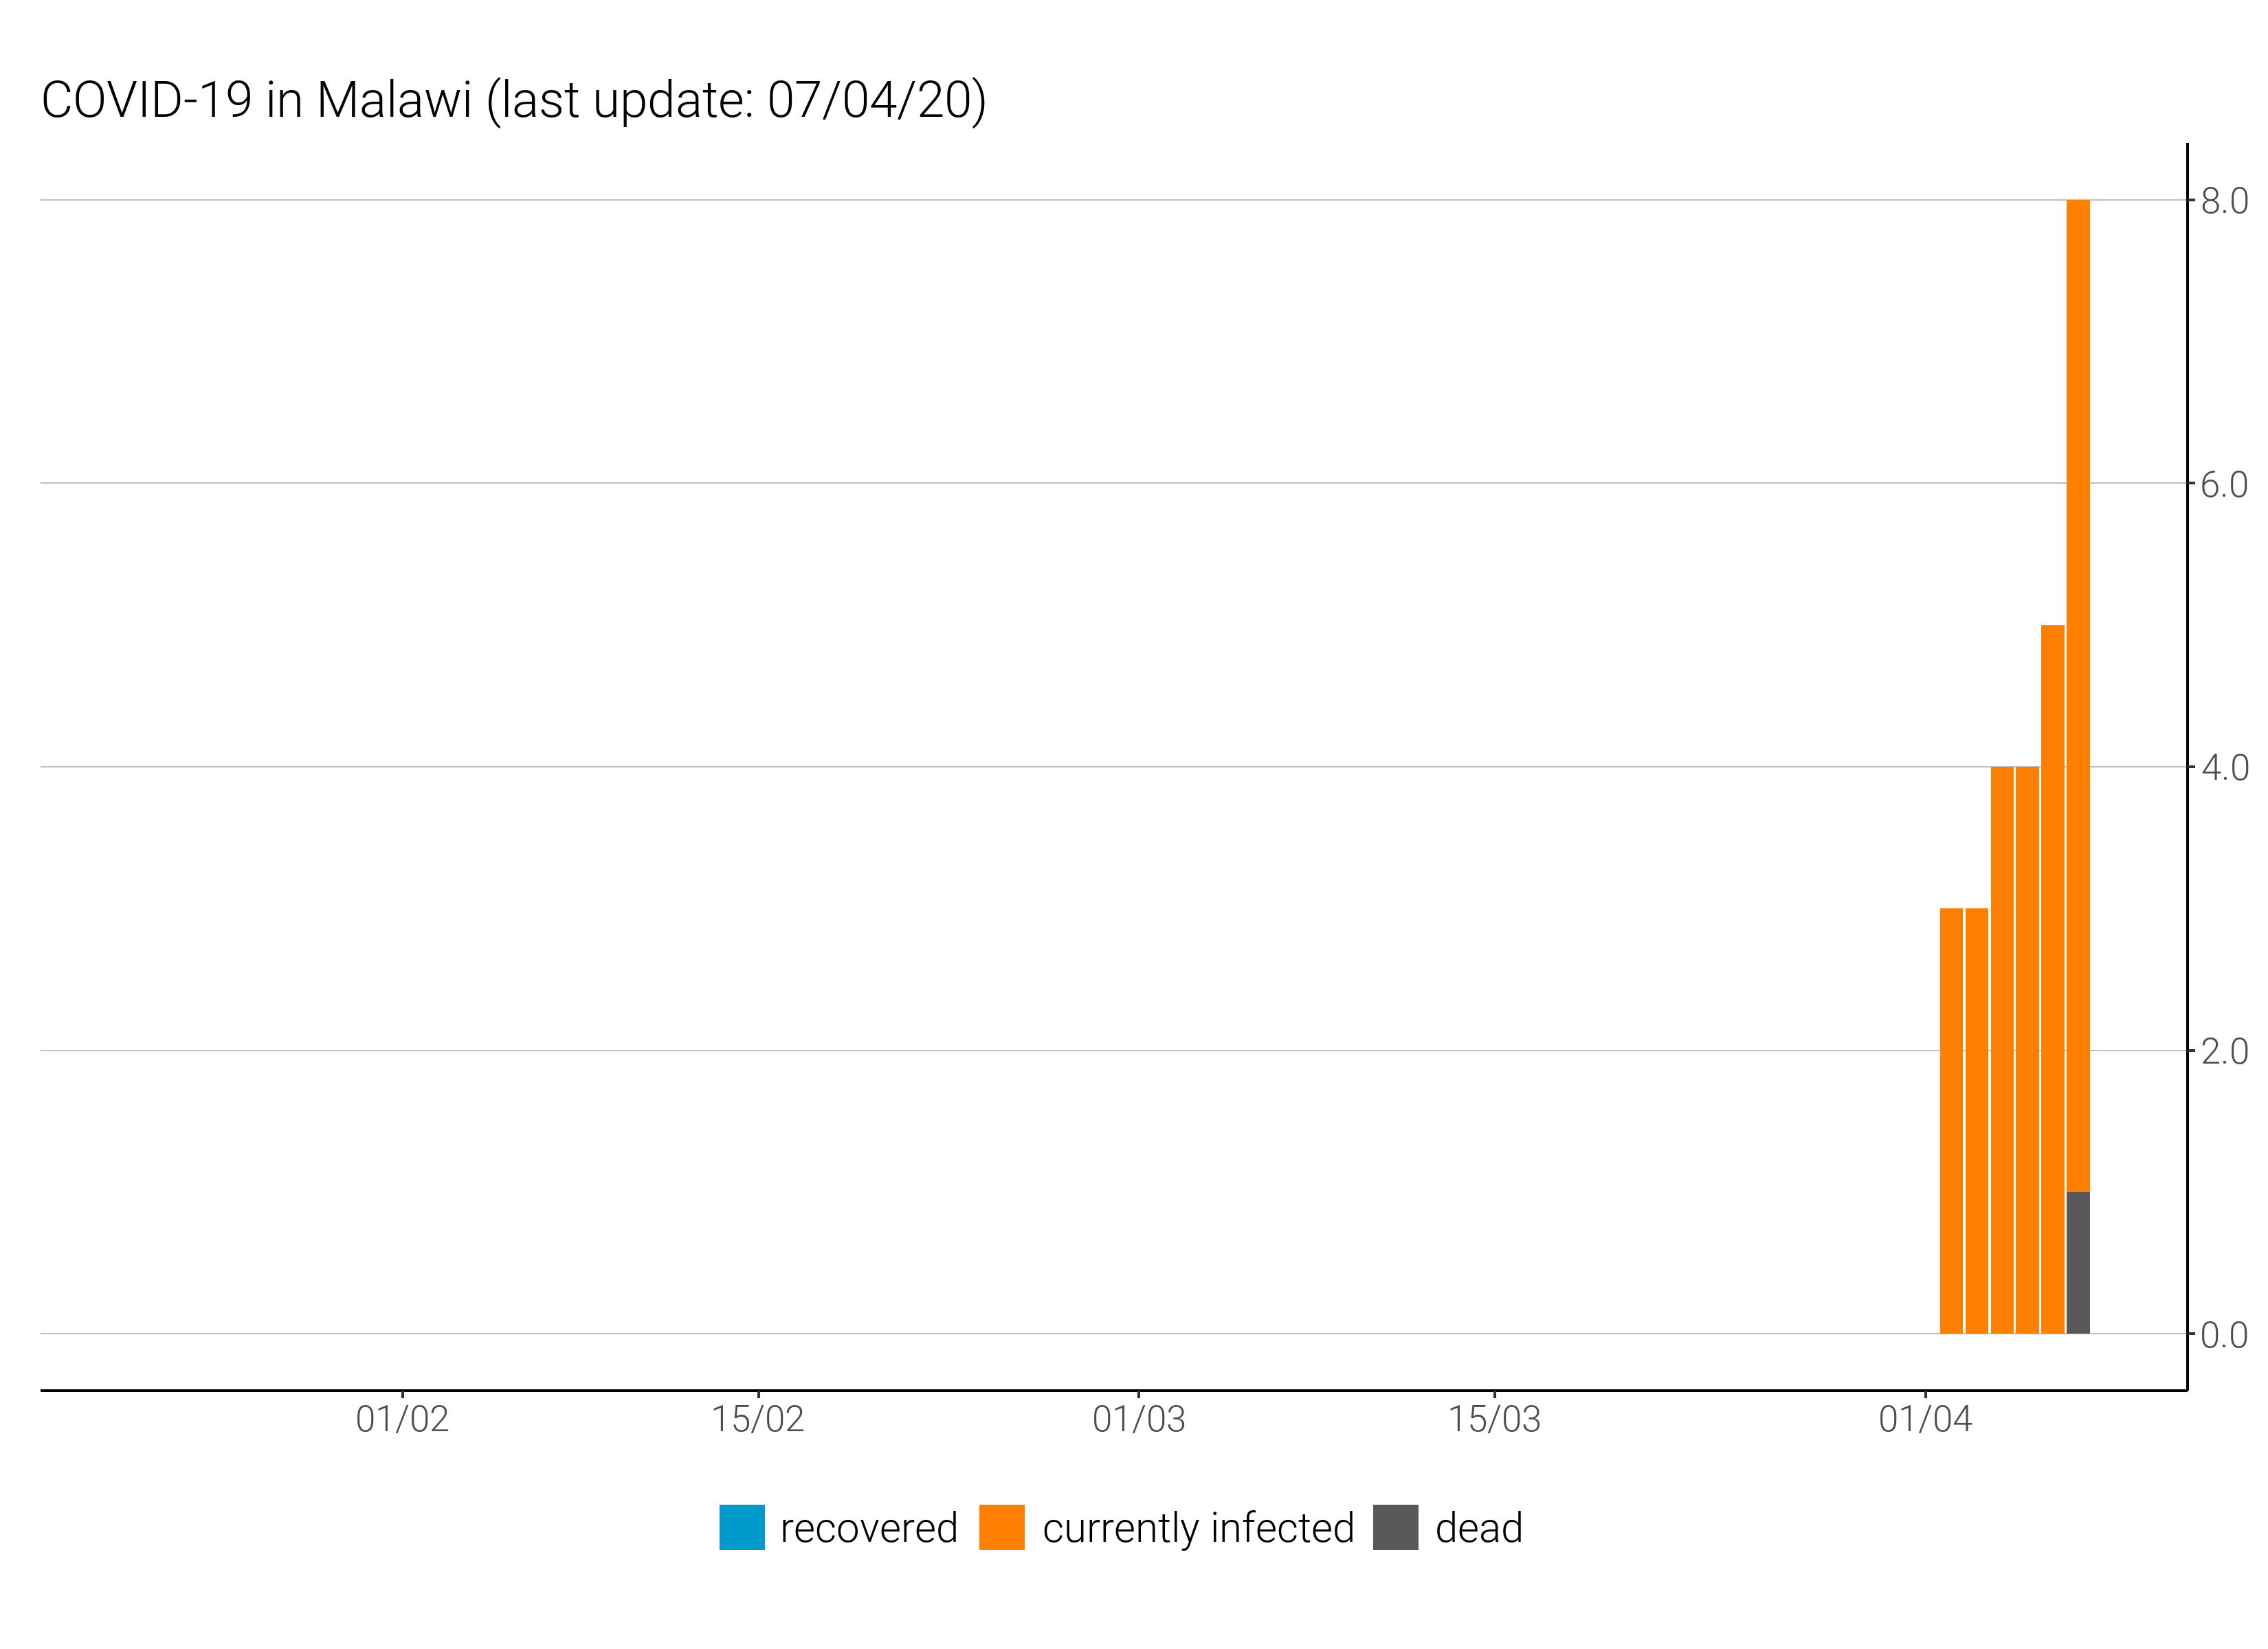 COVID-19 in Malawi (last update: 07/04/20)
8.0
6.0
4.0
2.0
0.0
01/02 15/02 01/03 15/03 01/04
recovered currently infected dead